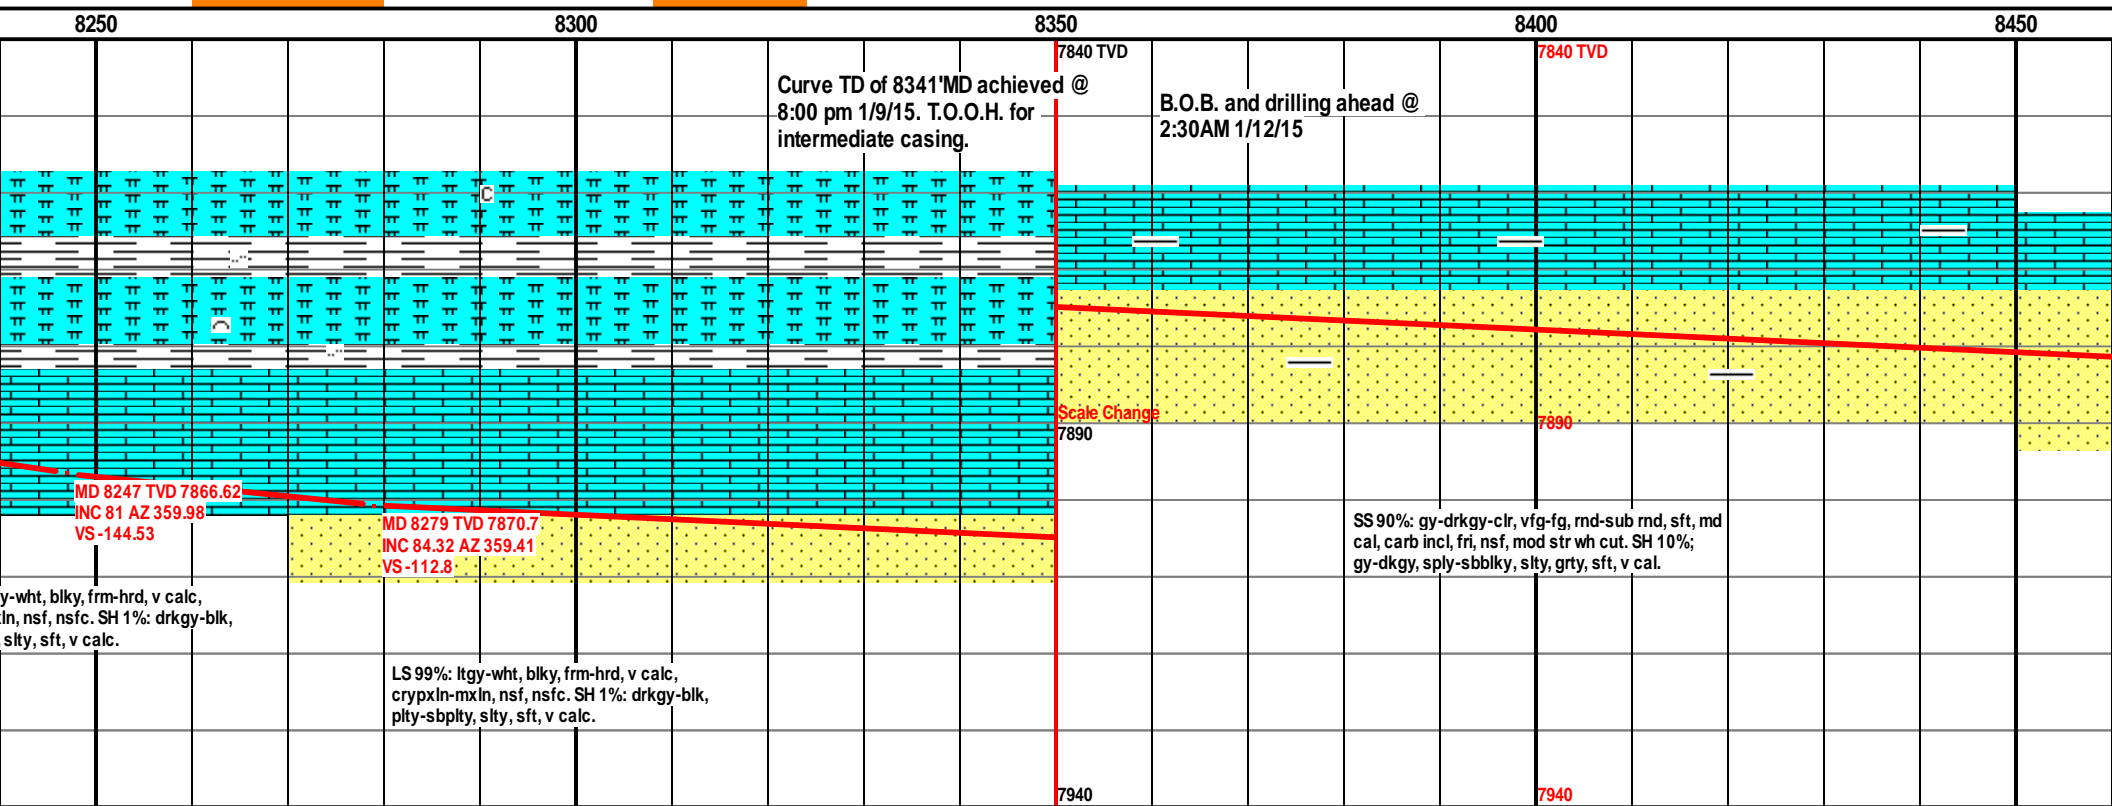 8250
8300
8350
8400
8450
7840 TVD
7840 TVD
Curve TD of 8341'MD achieved @
8:00 pm 1/9/15. T.O.O.H. for
intermediate casing.
B.O.B. and drilling ahead @
2:30AM 1/12/15
C
Scale Change
7890
7890
MD 8247 TVD 7866.62
INC 81 AZ 359.98
VS -144.53
MD 8279 TVD 7870.7
INC 84.32 AZ 359.41
VS -112.8
SS 90%: gy-drkgy-clr, vfg-fg, rnd-sub rnd, sft, md
cal, carb incl, fri, nsf, mod str wh cut. SH 10%;
gy-dkgy, sply-sbblky, slty, grty, sft, v cal.
y-wht, blky, frm-hrd, v calc,
ln, nsf, nsfc. SH 1%: drkgy-blk,
slty, sft, v calc.
LS 99%: ltgy-wht, blky, frm-hrd, v calc,
crypxln-mxln, nsf, nsfc. SH 1%: drkgy-blk,
plty-sbplty, slty, sft, v calc.
7940
7940